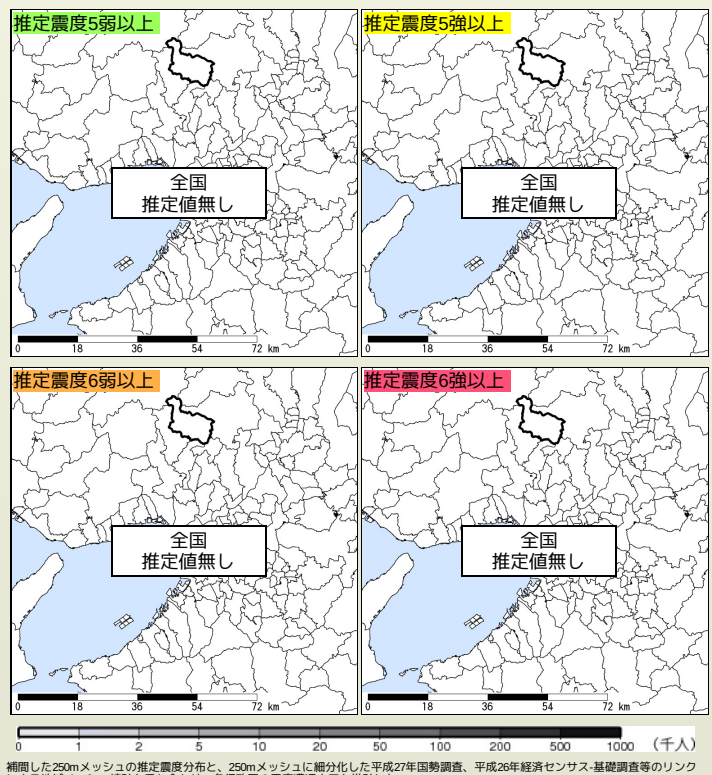 推定震度5弱以上
推定震度5強以上
全国
推定値無し
全国
推定値無し
0 18 36 54 72 km
0 18 36 54 72 km
推定震度6弱以上
推定震度6強以上
全国
推定値無し
全国
推定値無し
0 18 36 54 72 km
0 18 36 54 72 km
0 1 2 5 10 20 50 100 200 500 1000 (千人)
補間した250mメッシュの推定震度分布と、250mメッシュに細分化した平成27年国勢調査、平成26年経済センサス-基礎調査等のリンク